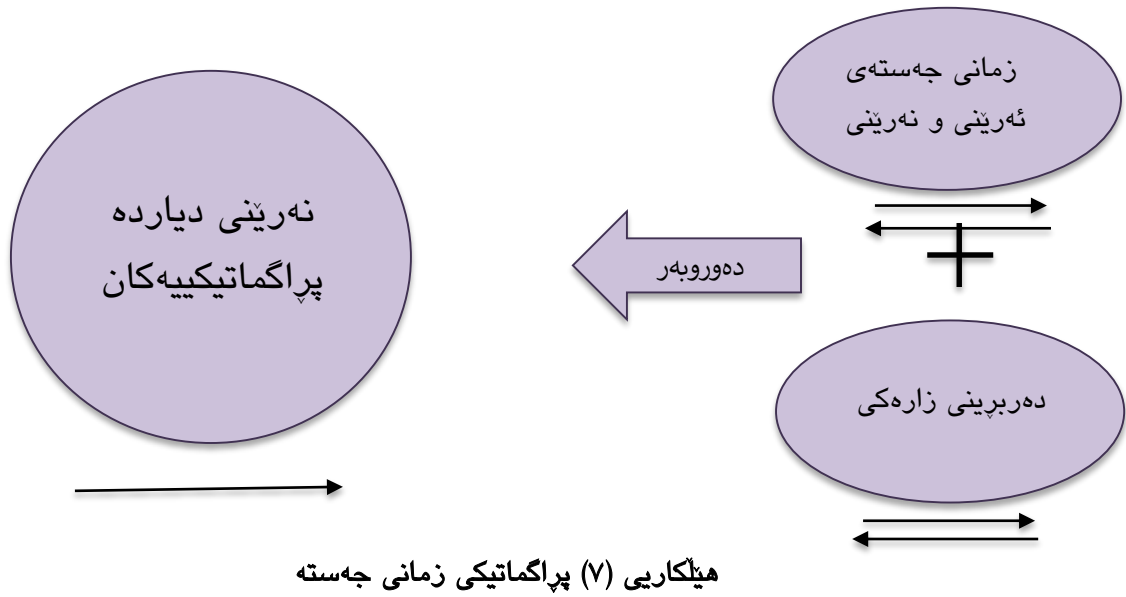 زمانی جەستەی
ئەرێنی و نەرێنی
دەوروبەر
نەرێنی دیاردە
پڕاگماتیکییەکان
دەربڕینی زارەکی
هێڵکاریی (٧) پڕاگماتیکی زمانی جەستە